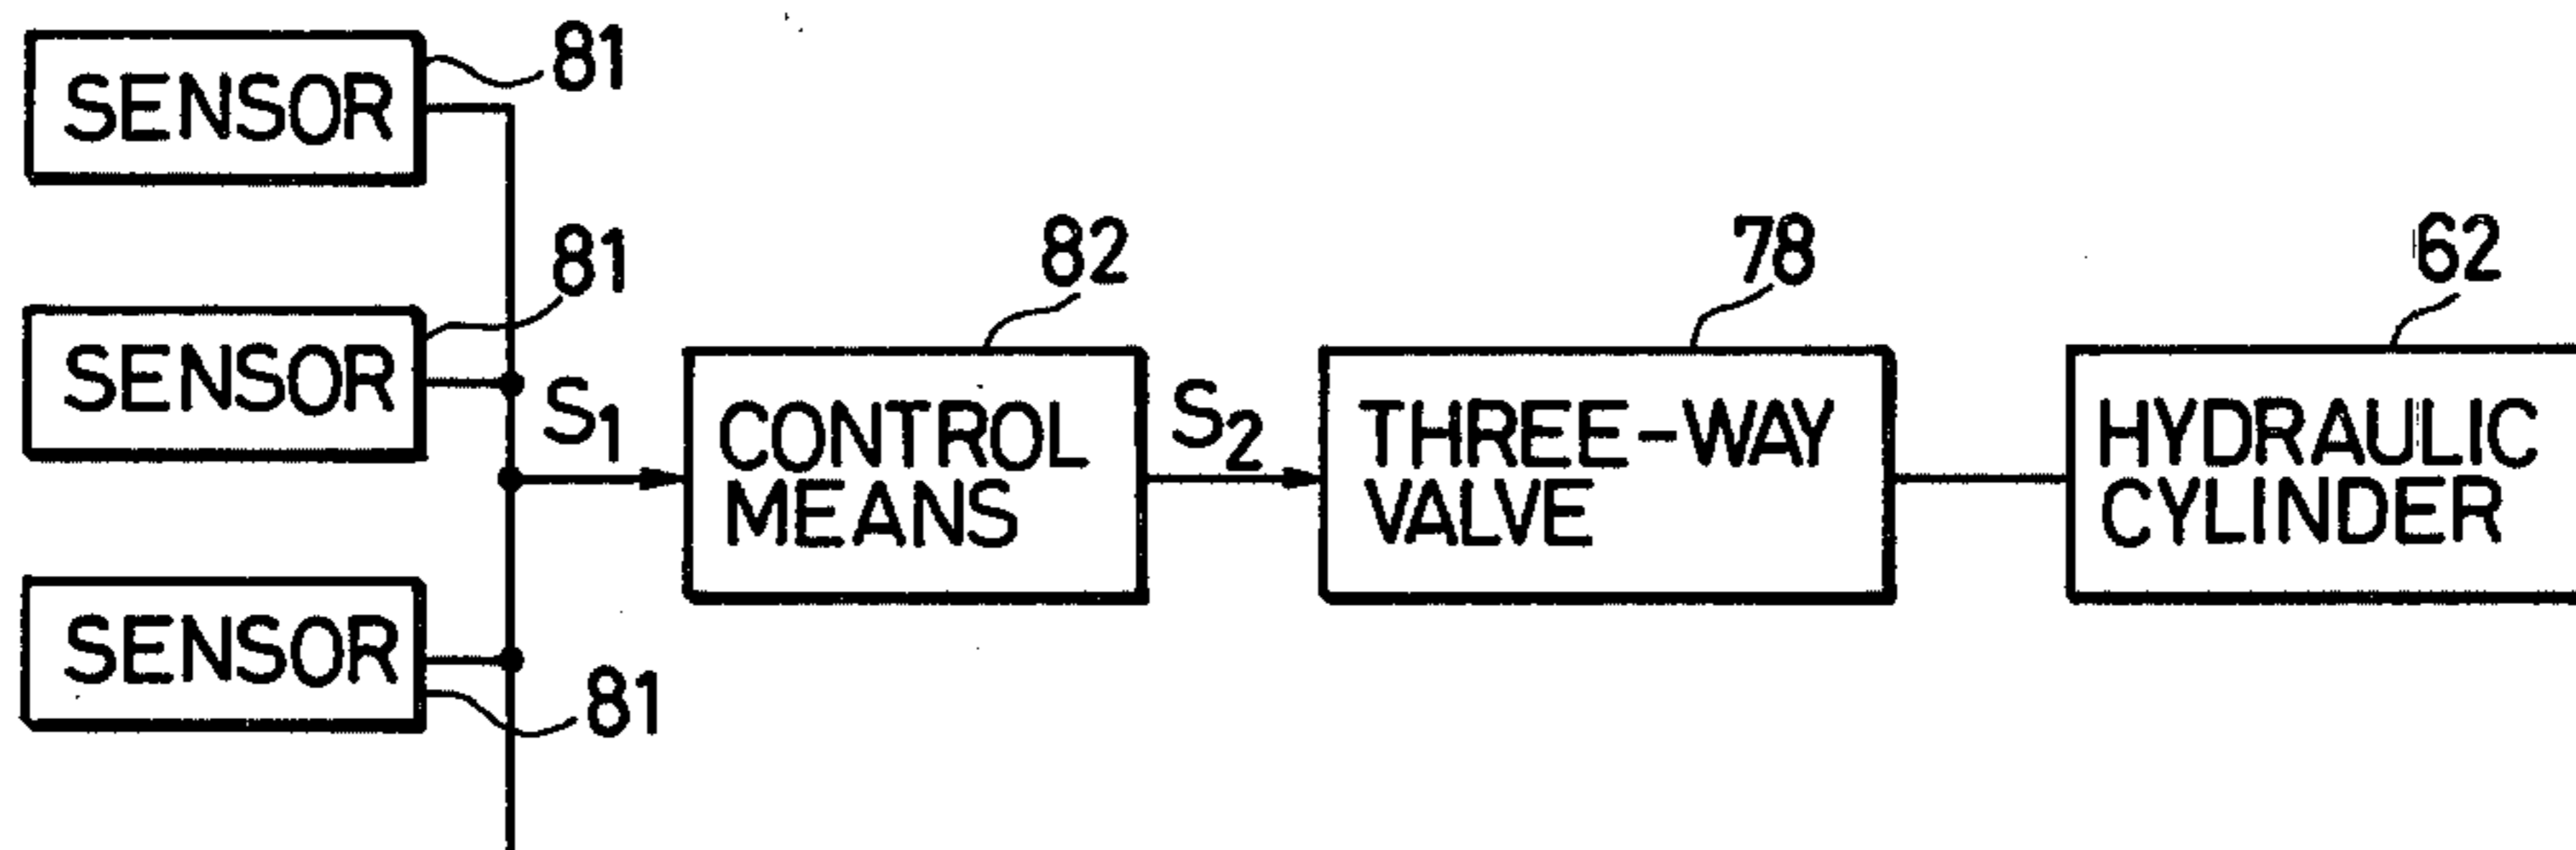 SENSOR
81
SENSOR
81
SENSOR
81
S1
82
CONTROL
MEANS
S2
78
THREE-WAY
VALVE
62
HYDRAULIC
CYLINDER